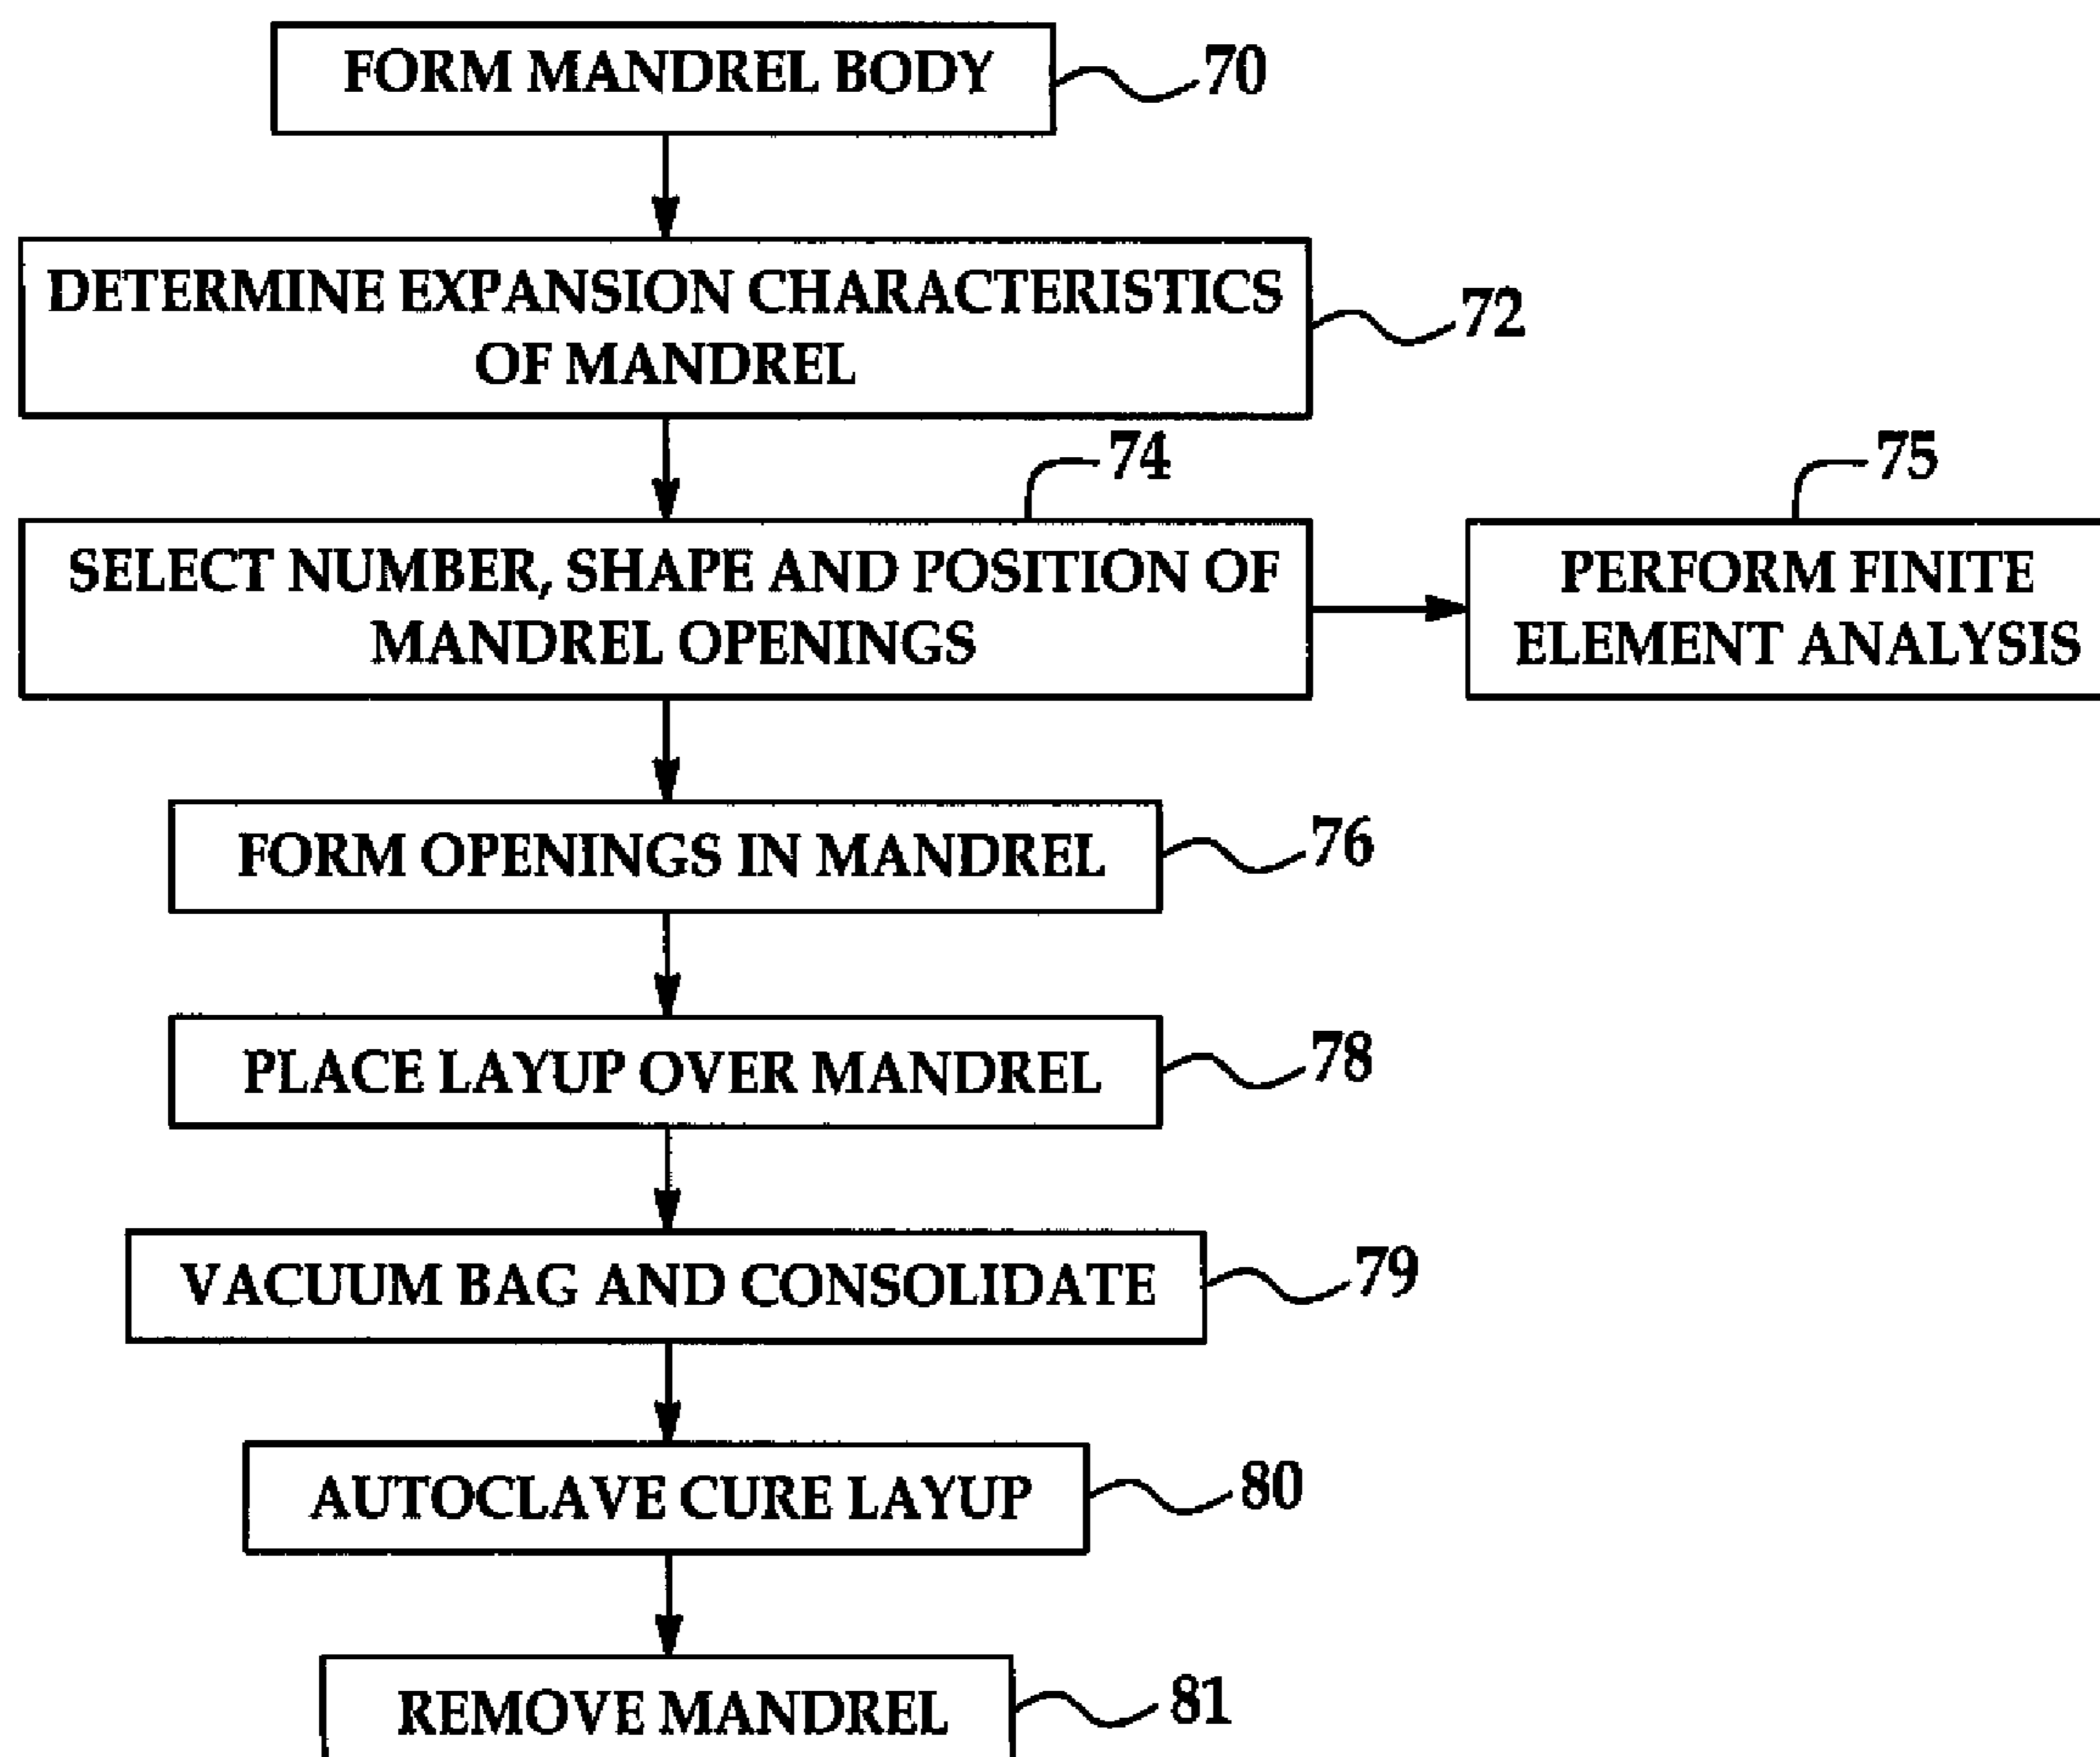 FORM MANDREL BODY
70
DETERMINE EXPANSION CHARACTERISTICS
OF MANDREL
72
74
SELECT NUMBER, SHAPE AND POSITION OF
MANDREL OPENINGS
75
PERFORM FINITE
ELEMENT ANALYSIS
FORM OPENINGS IN MANDREL
76
PLACE LAYUP OVER MANDREL
78
VACUUM BAG AND CONSOLIDATE
79
AUTOCLAVE CURE LAYUP
80
REMOVE MANDREL
81